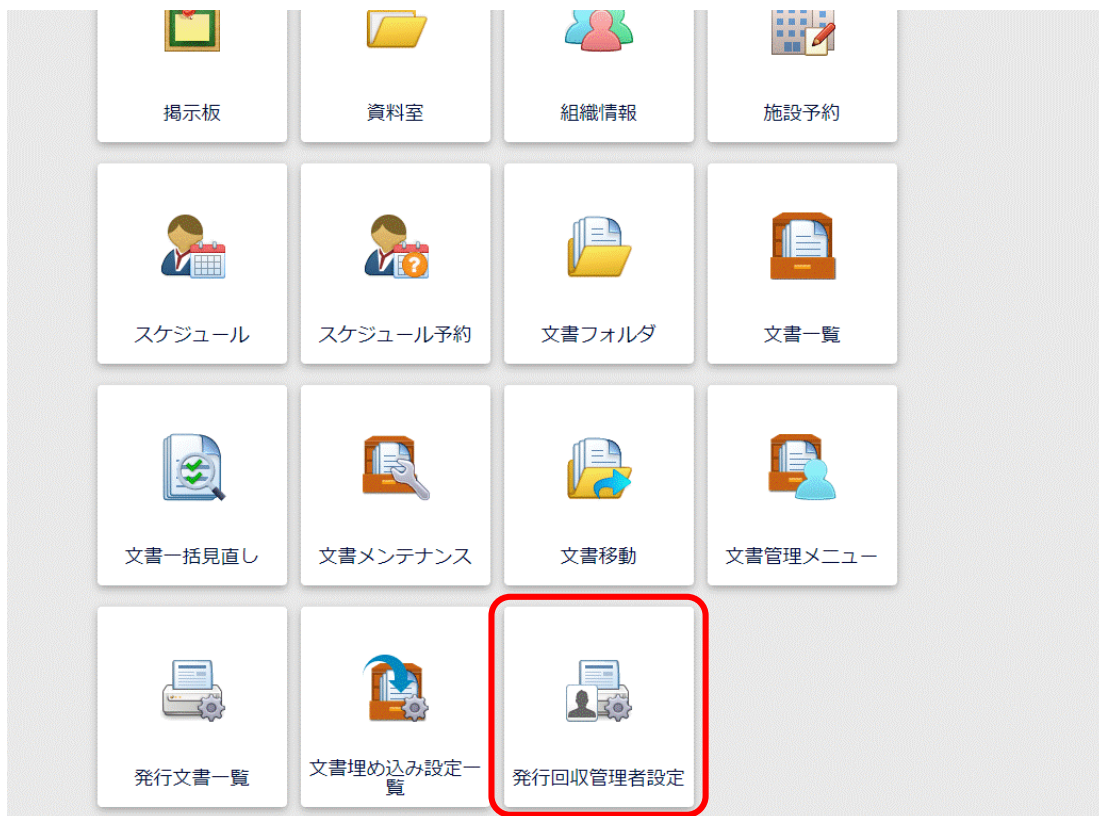 掲示板
資料室
組織情報
施設予約
スケジュール
スケジュール予約
文書フォルダ
文書一覧
文書一括見直し
文書メンテナンス
文書移動
文書管理メニュー
発行文書一覧
文書埋め込み設定一
覧
発行回収管理者設定